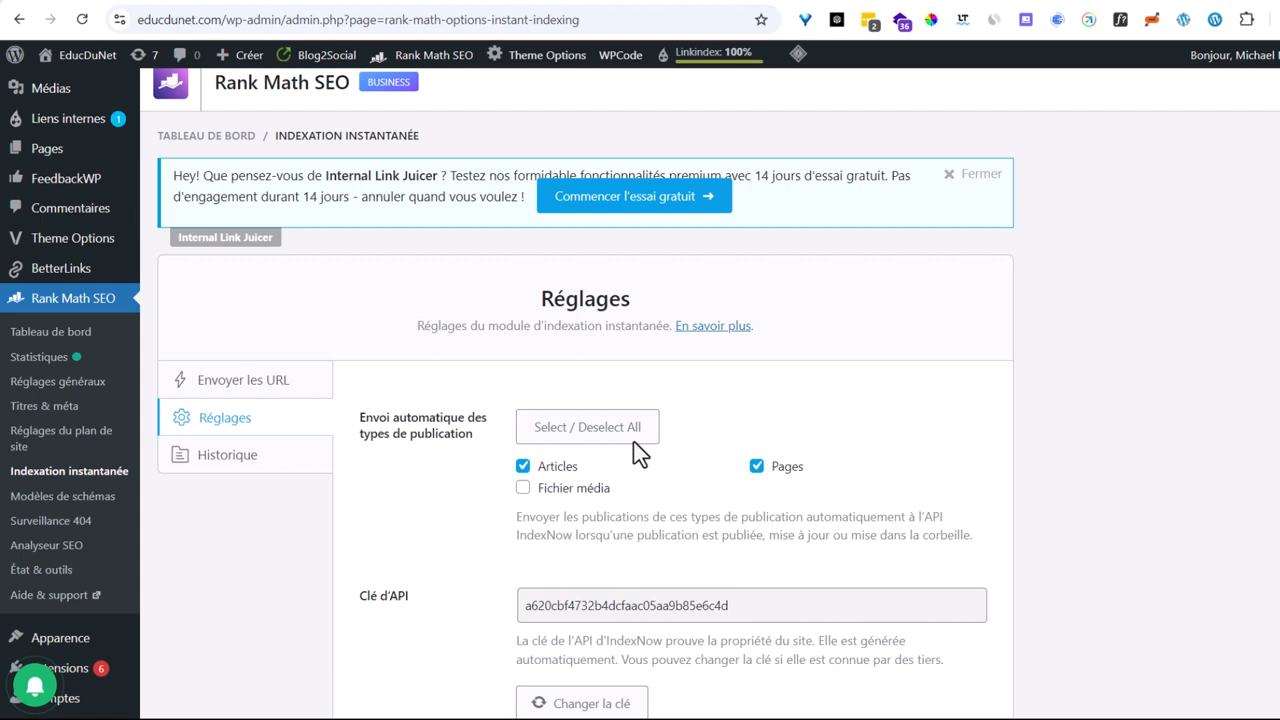 educdunet.com/wp-admin/admin.php?page=rank-math-options-instant-indexing
2
36
LT
f?
EducDuNet
7
1
Créer
Blog2Social
Rank Math SEO
Theme Options
WPCode
Linkindex: 100%
Bonjour, Michael
Médias
Liens internes 1
Pages
FeedbackWP
Commentaires
Theme Options
BetterLinks
Rank Math SEO
Tableau de bord
Statistiques
Réglages généraux
Titres & méta
Réglages du plan de
site
Indexation instantanée
Modèles de schémas
Surveillance 404
Analyseur SEO
État & outils
Aide & support
Apparence
6
Rank Math SEO
BUSINESS
TABLEAU DE BORD / INDEXATION INSTANTANÉE
Hey! Que pensez-vous de Internal Link Juicer ? Testez nos formidable fonctionnalités premium avec 14 jours d'essai gratuit. Pas
d'engagement durant 14 jours - annuler quand vous voulez !
Commencer l'essai gratuit →
Fermer
Internal Link Juicer
Réglages
Réglages du module d'indexation instantanée. En savoir plus.
Envoyer les URL
Réglages
Historique
Envoi automatique des
types de publication
Select / Deselect All
Articles
Pages
Fichier média
Envoyer les publications de ces types de publication automatiquement à l'API
IndexNow lorsqu'une publication est publiée, mise à jour ou mise dans la corbeille.
Clé d'API
a620cbf4732b4dcfaac05aa9b85e6c4d
La clé de l'API d'IndexNow prouve la propriété du site. Elle est générée
automatiquement. Vous pouvez changer la clé si elle est connue par des tiers.
Changer la clé